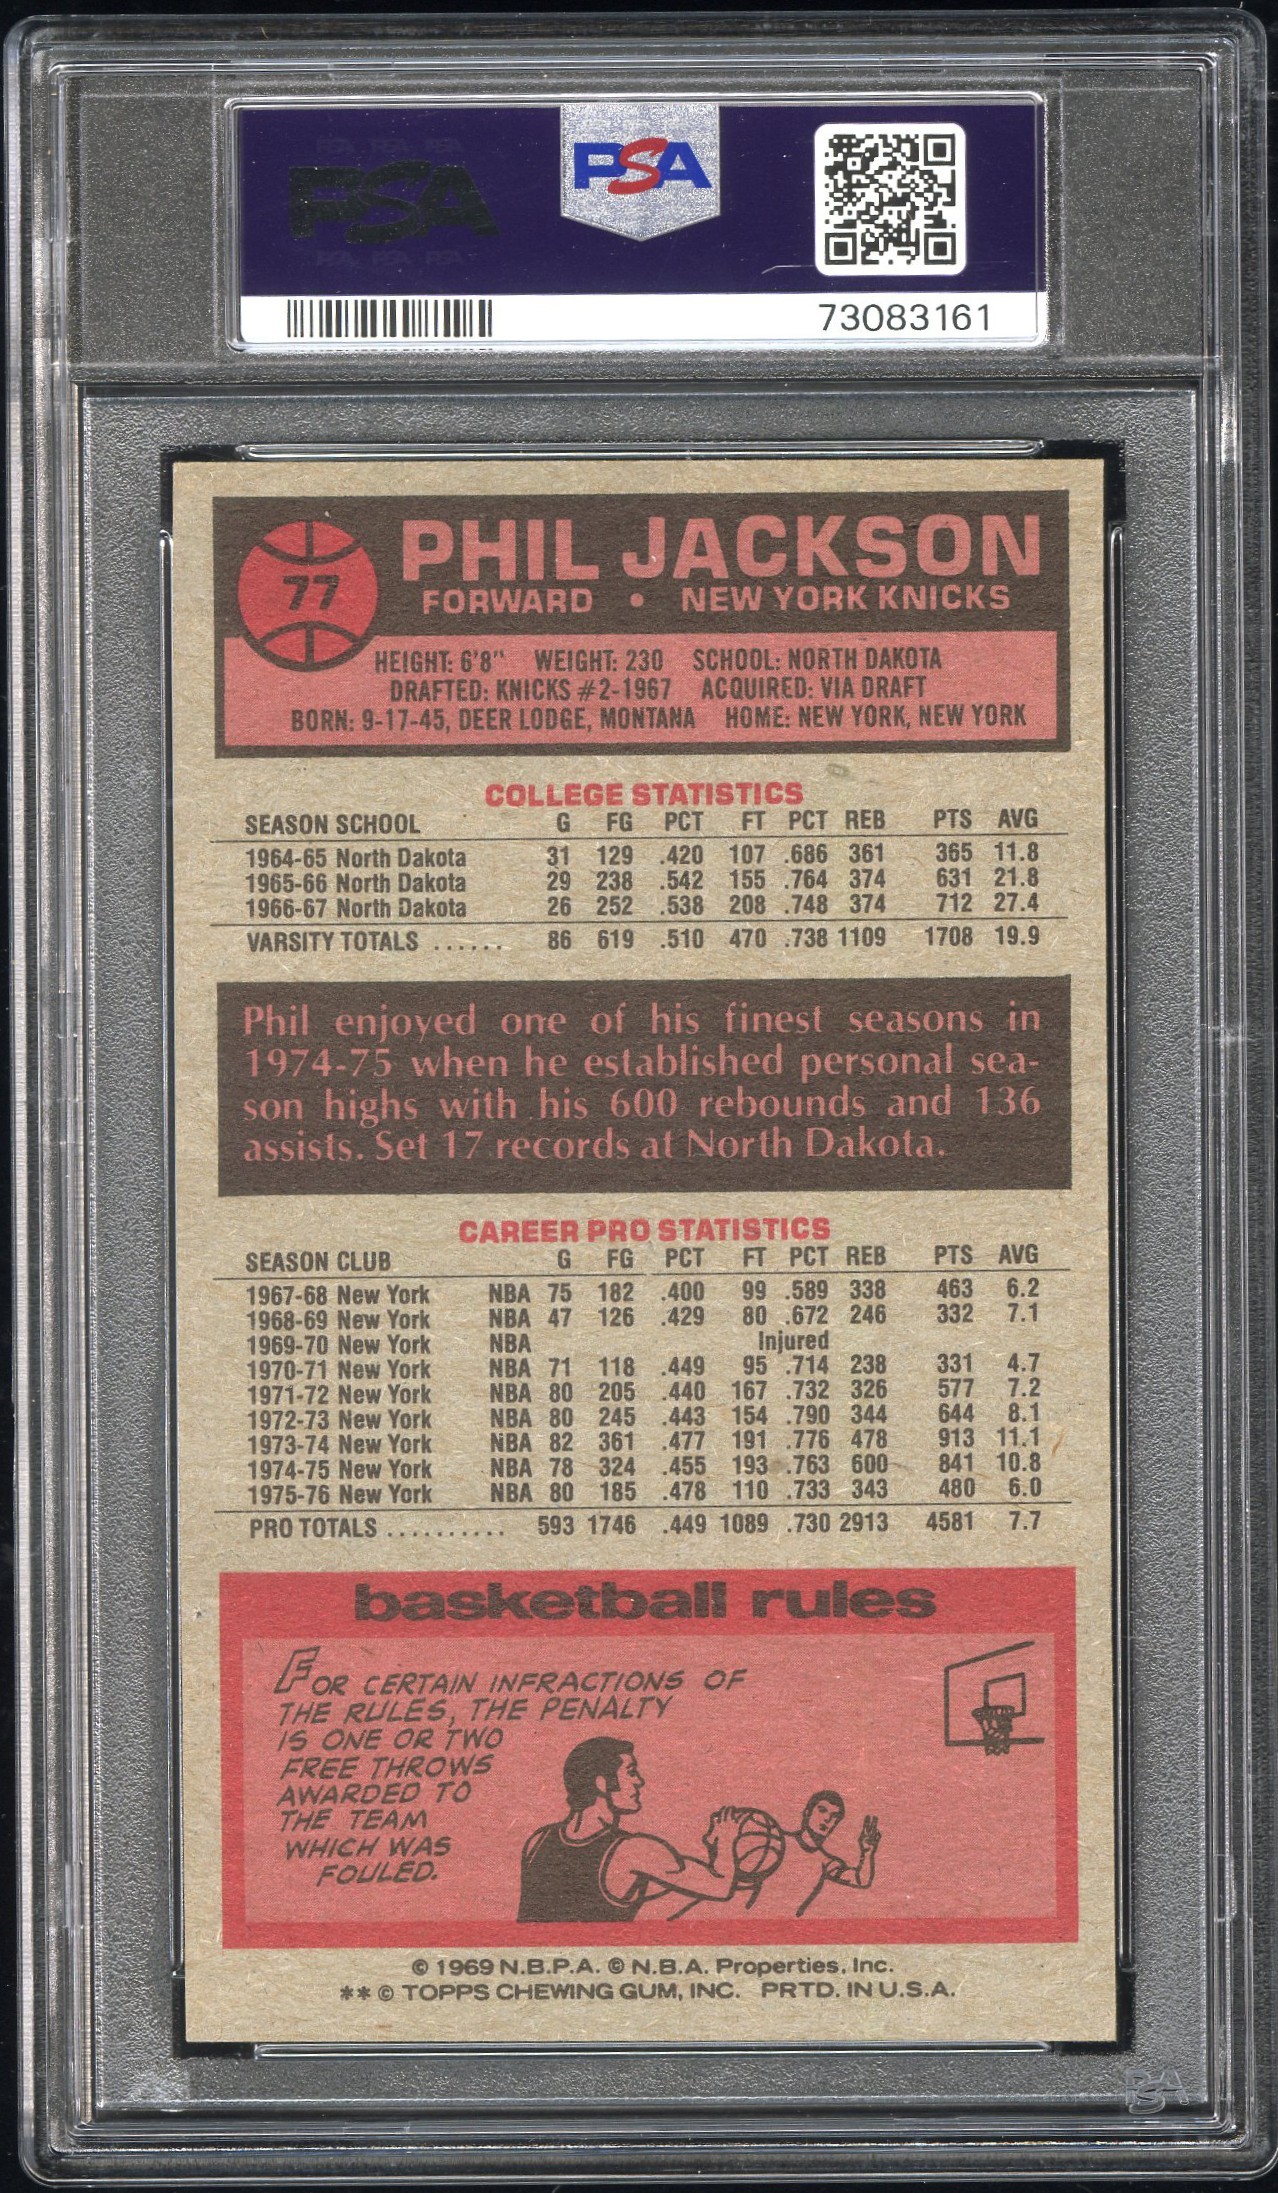 PSA
PSA
73083161
77
PHIL JACKSON
FORWARD • NEW YORK KNICKS
HEIGHT: 6'8" WEIGHT: 230 SCHOOL: NORTH DAKOTA
DRAFTED: KNICKS #2-1967 ACQUIRED: VIA DRAFT
BORN: 9-17-45, DEER LODGE, MONTANA HOME: NEW YORK, NEW YORK
COLLEGE STATISTICS
SEASON SCHOOL G FG PCT FT PCT REB PTS AVG
1964-65 North Dakota 31 129 .420 107 .686 361 365 11.8
1965-66 North Dakota 29 238 .542 155 .764 374 631 21.8
1966-67 North Dakota 26 252 .538 208 .748 374 712 27.4
VARSITY TOTALS ...... 86 619 .510 470 .738 1109 1708 19.9
Phil enjoyed one of his finest seasons in
1974-75 when he established personal sea-
son highs with his 600 rebounds and 136
assists. Set 17 records at North Dakota.
CAREER PRO STATISTICS
SEASON CLUB G FG PCT FT PCT REB PTS AVG
1967-68 New York NBA 75 182 .400 99 .589 338 463 6.2
1968-69 New York NBA 47 126 .429 80 .672 246 332 7.1
1969-70 New York NBA Injured
1970-71 New York NBA 71 118 .449 95 .714 238 331 4.7
1971-72 New York NBA 80 205 .440 167 .732 326 577 7.2
1972-73 New York NBA 80 245 .443 154 .790 344 644 8.1
1973-74 New York NBA 82 361 .477 191 .776 478 913 11.1
1974-75 New York NBA 78 324 .455 193 .763 600 841 10.8
1975-76 New York NBA 80 185 .478 110 .733 343 480 6.0
PRO TOTALS .......... 593 1746 .449 1089 .730 2913 4581 7.7
basketball rules
FOR CERTAIN INFRACTIONS OF
THE RULES, THE PENALTY
IS ONE OR TWO
FREE THROWS
AWARDED TO
THE TEAM
WHICH WAS
FOULED.
© 1969 N.B.P.A. © N.B.A. Properties, Inc.
** © TOPPS CHEWING GUM, INC. PRTD. IN U.S.A.
PSA